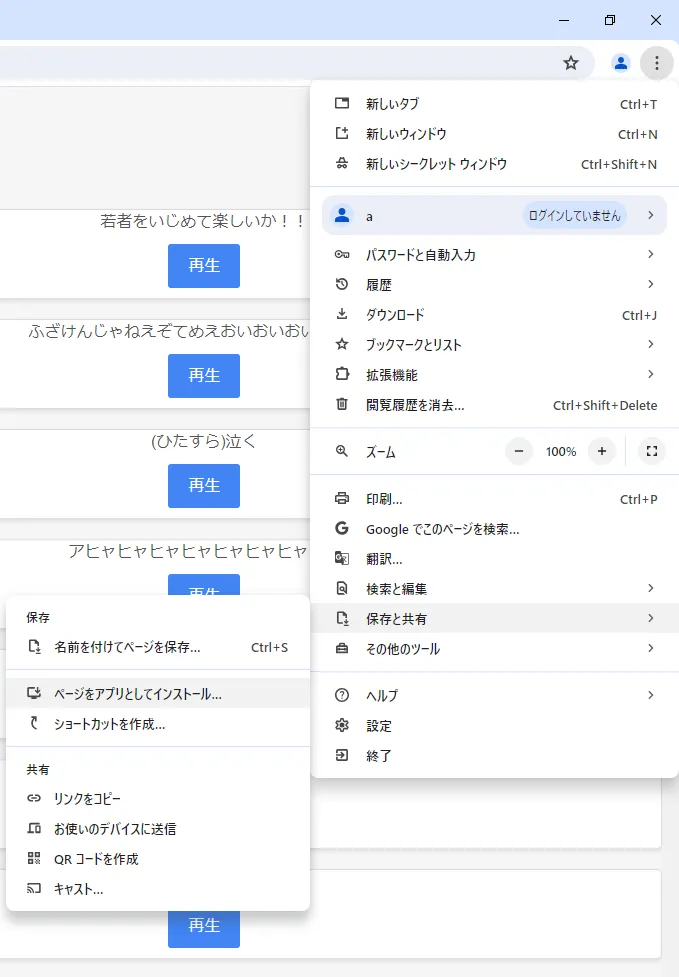 新しいタブ Ctrl+T
新しいウィンドウ Ctrl+N
新しいシークレット ウィンドウ Ctrl+Shift+N
a ログインしていません
パスワードと自動入力
履歴
ダウンロード Ctrl+J
ブックマークとリスト
拡張機能
閲覧履歴を消去... Ctrl+Shift+Delete
ズーム − 100% +
印刷... Ctrl+P
Google でこのページを検索...
翻訳...
検索と編集
保存と共有
その他のツール
ヘルプ
設定
終了
若者をいじめて楽しいか！！
再生
ふざけんじゃねえぞてめえおいおいおい
再生
(ひたすら)泣く
再生
アヒャヒャヒャヒャヒャヒャヒャ
再生
保存
名前を付けてページを保存... Ctrl+S
ページをアプリとしてインストール...
ショートカットを作成...
共有
リンクをコピー
お使いのデバイスに送信
QR コードを作成
キャスト...
再生